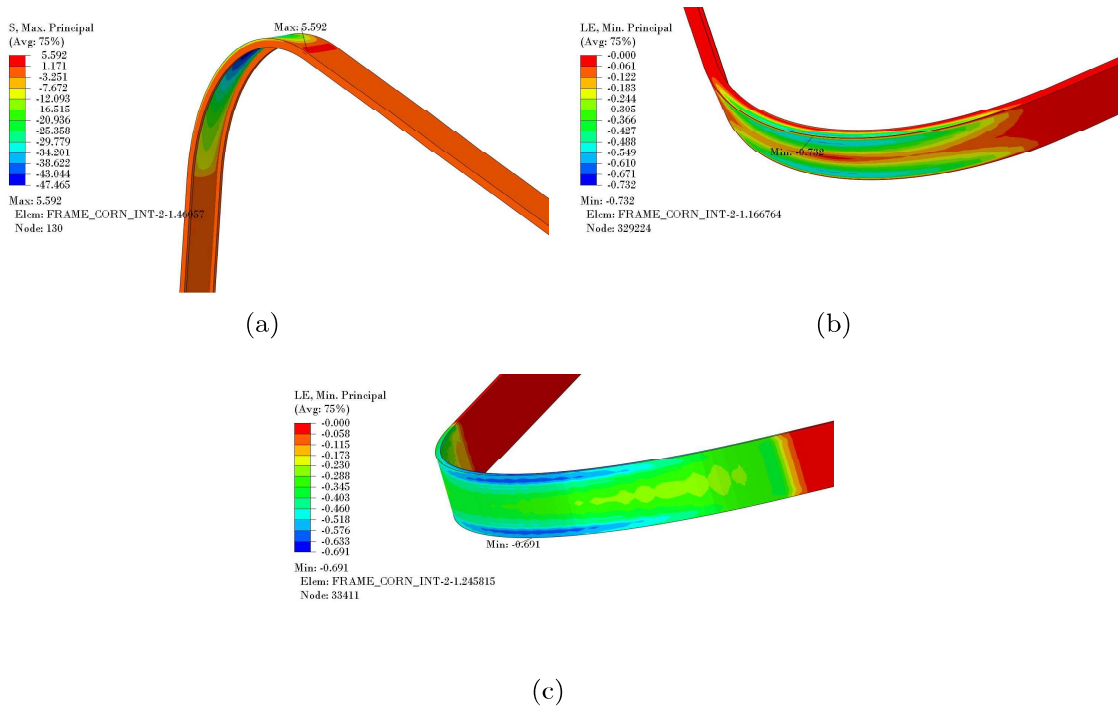 S, Max. Principal
(Avg: 75%)
5.592
1.171
-3.251
-7.672
-12.093
-16.515
-20.936
-25.358
-29.779
-34.201
-38.622
-43.044
-47.465
Max: 5.592
Elem: FRAME_CORN_INT-2-1.46057
Node: 130
Max: 5.592
(a)
LE, Min. Principal
(Avg: 75%)
-0.000
-0.061
-0.122
-0.183
-0.244
-0.305
-0.366
-0.427
-0.488
-0.549
-0.610
-0.671
-0.732
Min: -0.732
Elem: FRAME_CORN_INT-2-1.166764
Node: 329224
Min: -0.732
(b)
LE, Min. Principal
(Avg: 75%)
-0.000
-0.058
-0.115
-0.173
-0.230
-0.288
-0.345
-0.403
-0.460
-0.518
-0.576
-0.633
-0.691
Min: -0.691
Elem: FRAME_CORN_INT-2-1.245815
Node: 33411
Min: -0.691
(c)